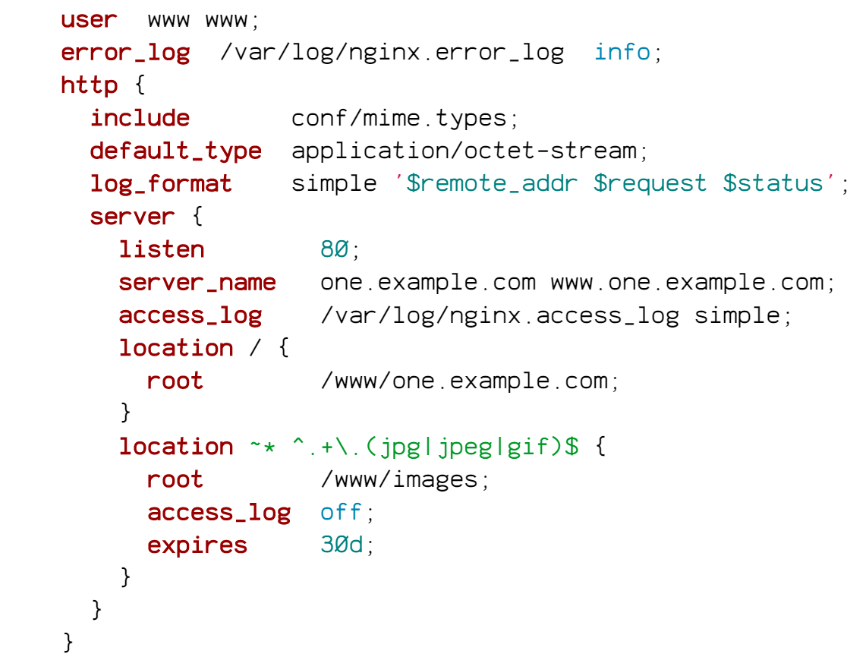 user  www www;
error_log  /var/log/nginx.error_log  info;
http {
  include       conf/mime.types;
  default_type  application/octet-stream;
  log_format    simple '$remote_addr $request $status';
  server {
    listen        80;
    server_name   one.example.com www.one.example.com;
    access_log    /var/log/nginx.access_log simple;
    location / {
      root        /www/one.example.com;
    }
    location ~* ^.+\.(jpg|jpeg|gif)$ {
      root        /www/images;
      access_log  off;
      expires     30d;
    }
  }
}